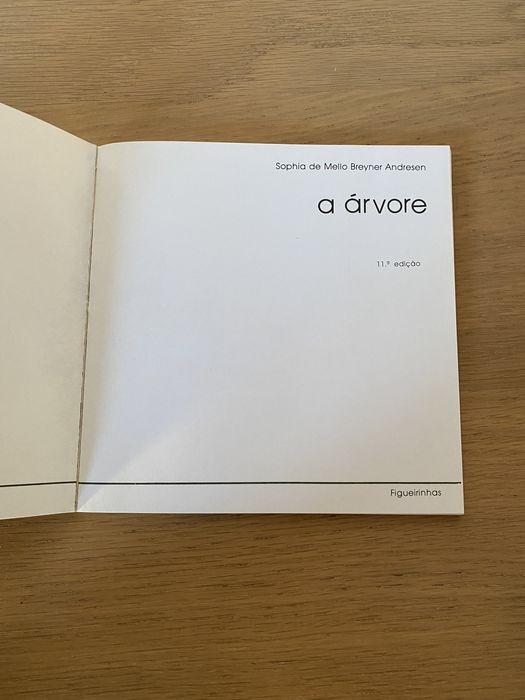 Sophia de Mello Breyner Andresen
a árvore
11.ª edição
Figueirinhas